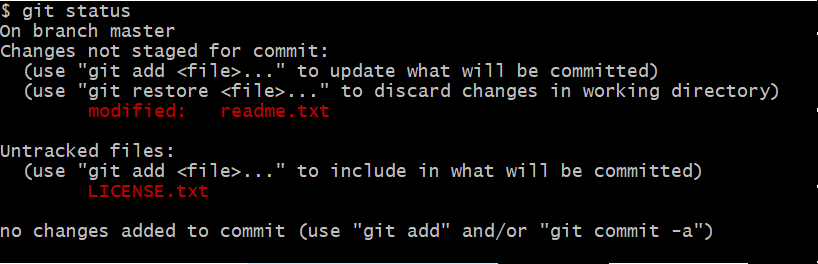 $ git status
On branch master
Changes not staged for commit:
  (use "git add <file>..." to update what will be committed)
  (use "git restore <file>..." to discard changes in working directory)
        modified:   readme.txt

Untracked files:
  (use "git add <file>..." to include in what will be committed)
        LICENSE.txt

no changes added to commit (use "git add" and/or "git commit -a")